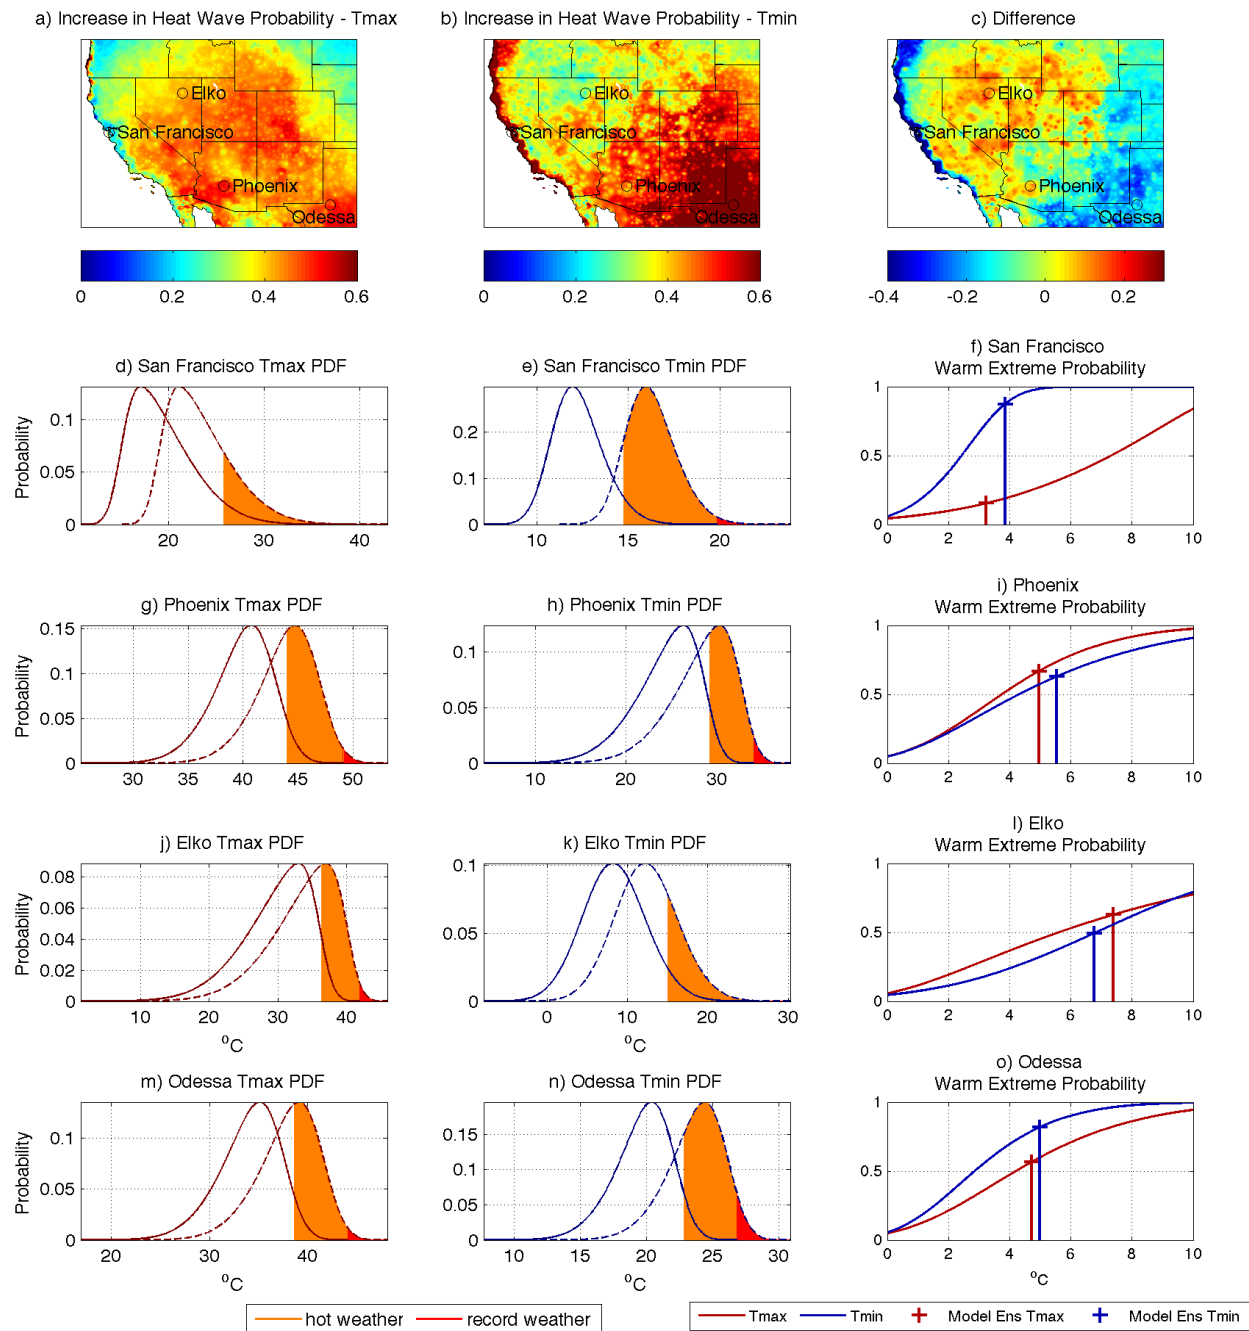 a) Increase in Heat Wave Probability - Tmax
b) Increase in Heat Wave Probability - Tmin
c) Difference
Elko
San Francisco
Phoenix
Odessa
Elko
San Francisco
Phoenix
Odessa
Elko
San Francisco
Phoenix
Odessa
0 0.2 0.4 0.6
0 0.2 0.4 0.6
-0.4 -0.2 0 0.2
d) San Francisco Tmax PDF
Probability
0.1
0.05
0
20 30 40
e) San Francisco Tmin PDF
0.2
0.1
0
10 15 20
f) San Francisco
Warm Extreme Probability
1
0.5
0
0 2 4 6 8 10
g) Phoenix Tmax PDF
Probability
0.15
0.1
0.05
0
30 35 40 45 50
h) Phoenix Tmin PDF
0.1
0.05
0
10 20 30
i) Phoenix
Warm Extreme Probability
1
0.5
0
0 2 4 6 8 10
j) Elko Tmax PDF
Probability
0.08
0.06
0.04
0.02
0
10 20 30 40
°C
k) Elko Tmin PDF
0.1
0.05
0
0 10 20 30
l) Elko
Warm Extreme Probability
1
0.5
0
0 2 4 6 8 10
m) Odessa Tmax PDF
Probability
0.1
0.05
0
20 30 40
°C
n) Odessa Tmin PDF
0.15
0.1
0.05
0
10 15 20 25 30
°C
o) Odessa
Warm Extreme Probability
1
0.5
0
0 2 4 6 8 10
°C
hot weather record weather
Tmax Tmin Model Ens Tmax Model Ens Tmin